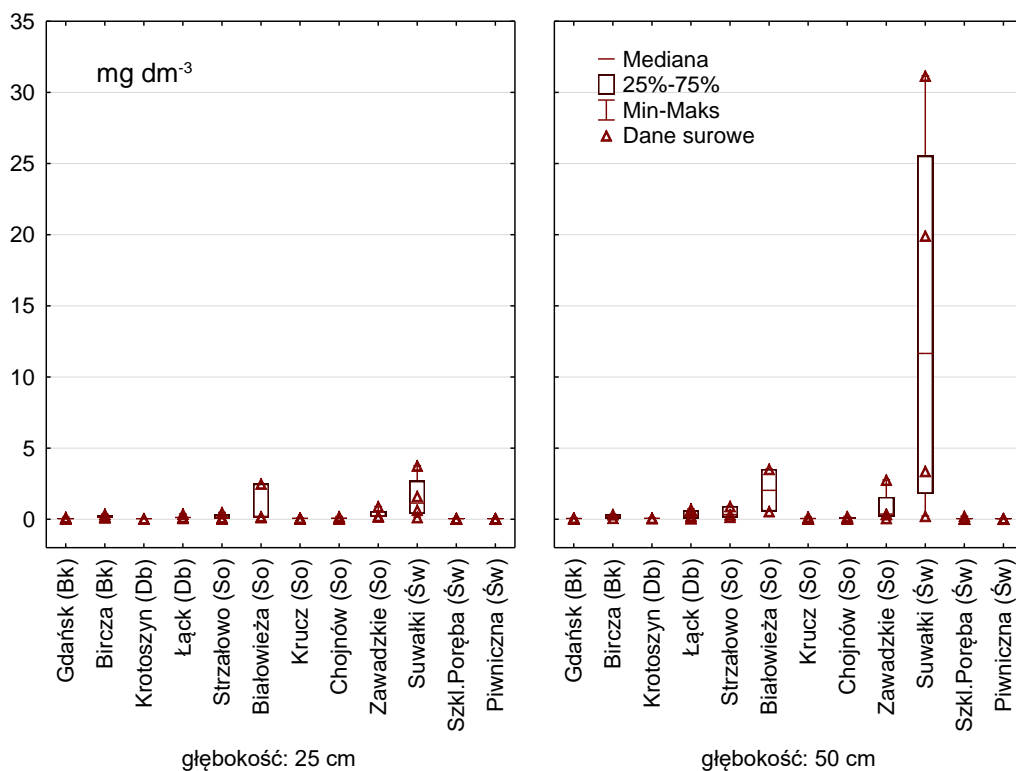 35
30
25
20
15
10
5
0
mg dm-3
Mediana
25%-75%
Min-Maks
Dane surowe
Gdańsk (Bk)
Bircza (Bk)
Krotoszyn (Db)
Łąck (Db)
Strzałowo (So)
Białowieża (So)
Krucz (So)
Chojnów (So)
Zawadzkie (So)
Suwałki (Św)
Szkl.Poręba (Św)
Piwniczna (Św)
Gdańsk (Bk)
Bircza (Bk)
Krotoszyn (Db)
Łąck (Db)
Strzałowo (So)
Białowieża (So)
Krucz (So)
Chojnów (So)
Zawadzkie (So)
Suwałki (Św)
Szkl.Poręba (Św)
Piwniczna (Św)
głębokość: 25 cm
głębokość: 50 cm